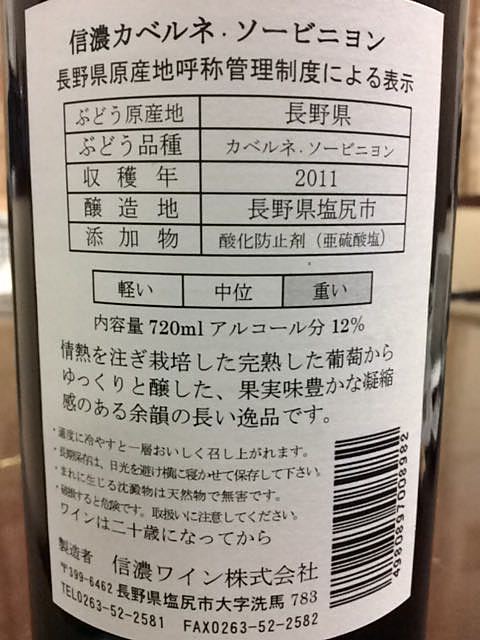 信濃カベルネ.ソービニヨン
長野県原産地呼称管理制度による表示
ぶどう原産地 長野県
ぶどう品種 カベルネ.ソービニヨン
収穫年 2011
醸造地 長野県塩尻市
添加物 酸化防止剤(亜硫酸塩)
軽い 中位 重い
内容量720mlアルコール分12%
情熱を注ぎ栽培した完熟した葡萄から
ゆっくりと醸した、果実味豊かな凝縮
感のある余韻の長い逸品です。
・適度に冷やすと一層おいしく召し上がれます。
・長期保存は、日光を避け横に寝かせて保存して下さい。
・まれに生じる沈澱物は天然物で無害です。
・破損すると危険です。取扱いに注意してください。
ワインは二十歳になってから
製造者 信濃ワイン株式会社
〒399-6462 長野県塩尻市大字洗馬783
TEL0263-52-2581 FAX0263-52-2582
4980897008982